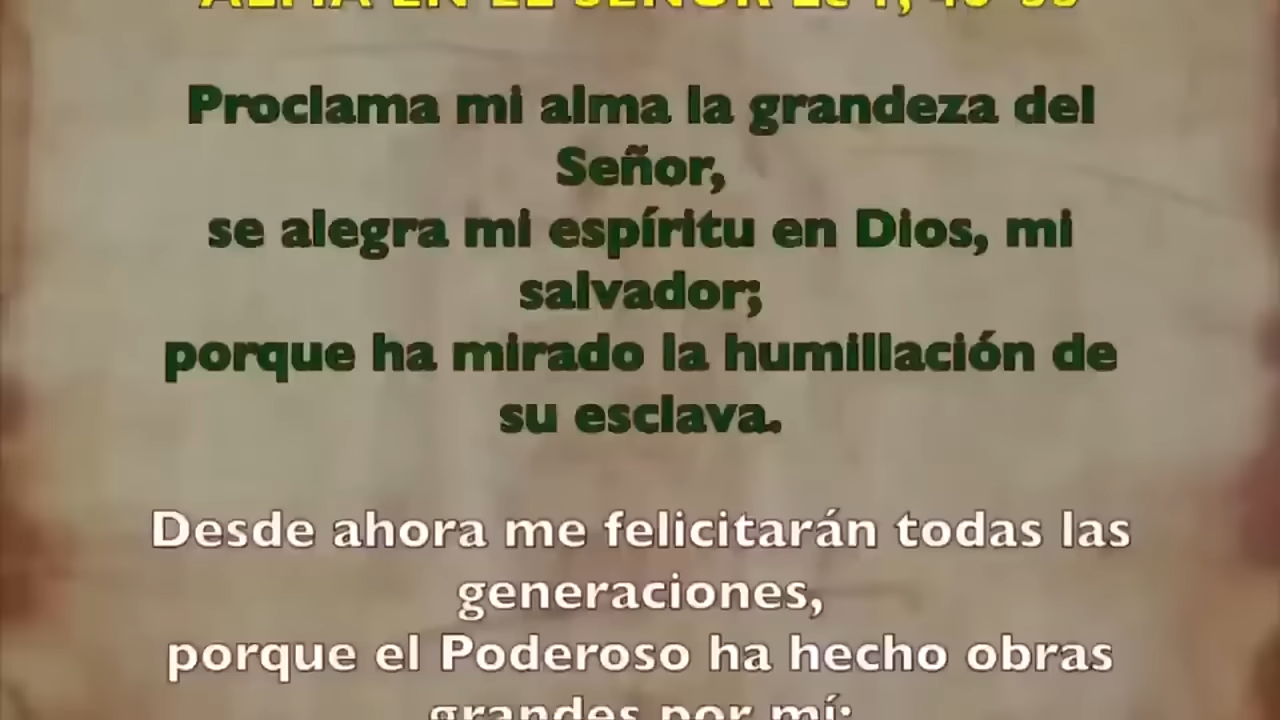 ALMA EN EL SEÑOR Lc 1, 46-55
Proclama mi alma la grandeza del
Señor,
se alegra mi espíritu en Dios, mi
salvador;
porque ha mirado la humillación de
su esclava.
Desde ahora me felicitarán todas las
generaciones,
porque el Poderoso ha hecho obras
grandes por mí: